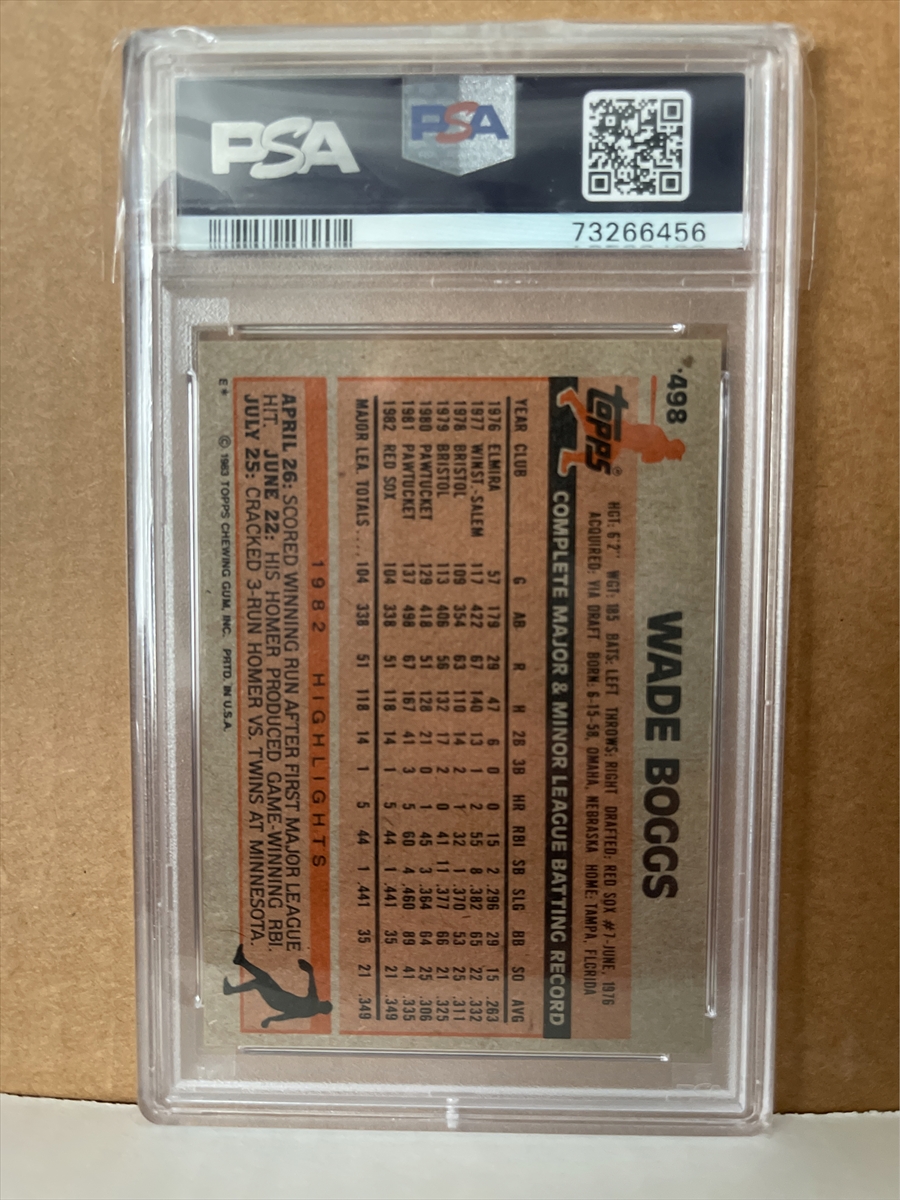 PSA
PSA
73266456
498
WADE BOGGS
topps®
HGT: 6'2" WGT: 185 BATS: LEFT THROWS: RIGHT DRAFTED: RED SOX #7-JUNE, 1976
ACQUIRED: VIA DRAFT BORN: 6-15-58, OMAHA, NEBRASKA HOME: TAMPA, FLORIDA
COMPLETE MAJOR & MINOR LEAGUE BATTING RECORD
YEAR CLUB G AB R H 2B 3B HR RBI SB SLG BB SO AVG
1976 ELMIRA 57 179 29 47 6 0 0 15 2 .296 29 15 .263
1977 WINST.-SALEM 117 422 67 140 13 1 2 55 8 .382 65 22 .332
1978 BRISTOL 109 354 63 110 14 2 1 32 1 .370 53 25 .311
1979 BRISTOL 113 406 56 132 17 2 0 41 11 .377 66 21 .325
1980 PAWTUCKET 129 418 51 128 21 0 1 45 3 .364 64 25 .306
1981 PAWTUCKET 137 498 67 167 41 3 5 60 4 .460 89 41 .335
1982 RED SOX 104 338 51 118 14 1 5 44 1 .441 35 21 .349
MAJOR LEA. TOTALS.... 104 338 51 118 14 1 5 44 1 .441 35 21 .349
1982 HIGHLIGHTS
APRIL 26: SCORED WINNING RUN AFTER FIRST MAJOR LEAGUE
HIT. JUNE 22: HIS HOMER PRODUCED GAME-WINNING RBI.
JULY 25: CRACKED 3-RUN HOMER VS. TWINS AT MINNESOTA.
E* © 1983 TOPPS CHEWING GUM, INC. PRTD. IN U.S.A.